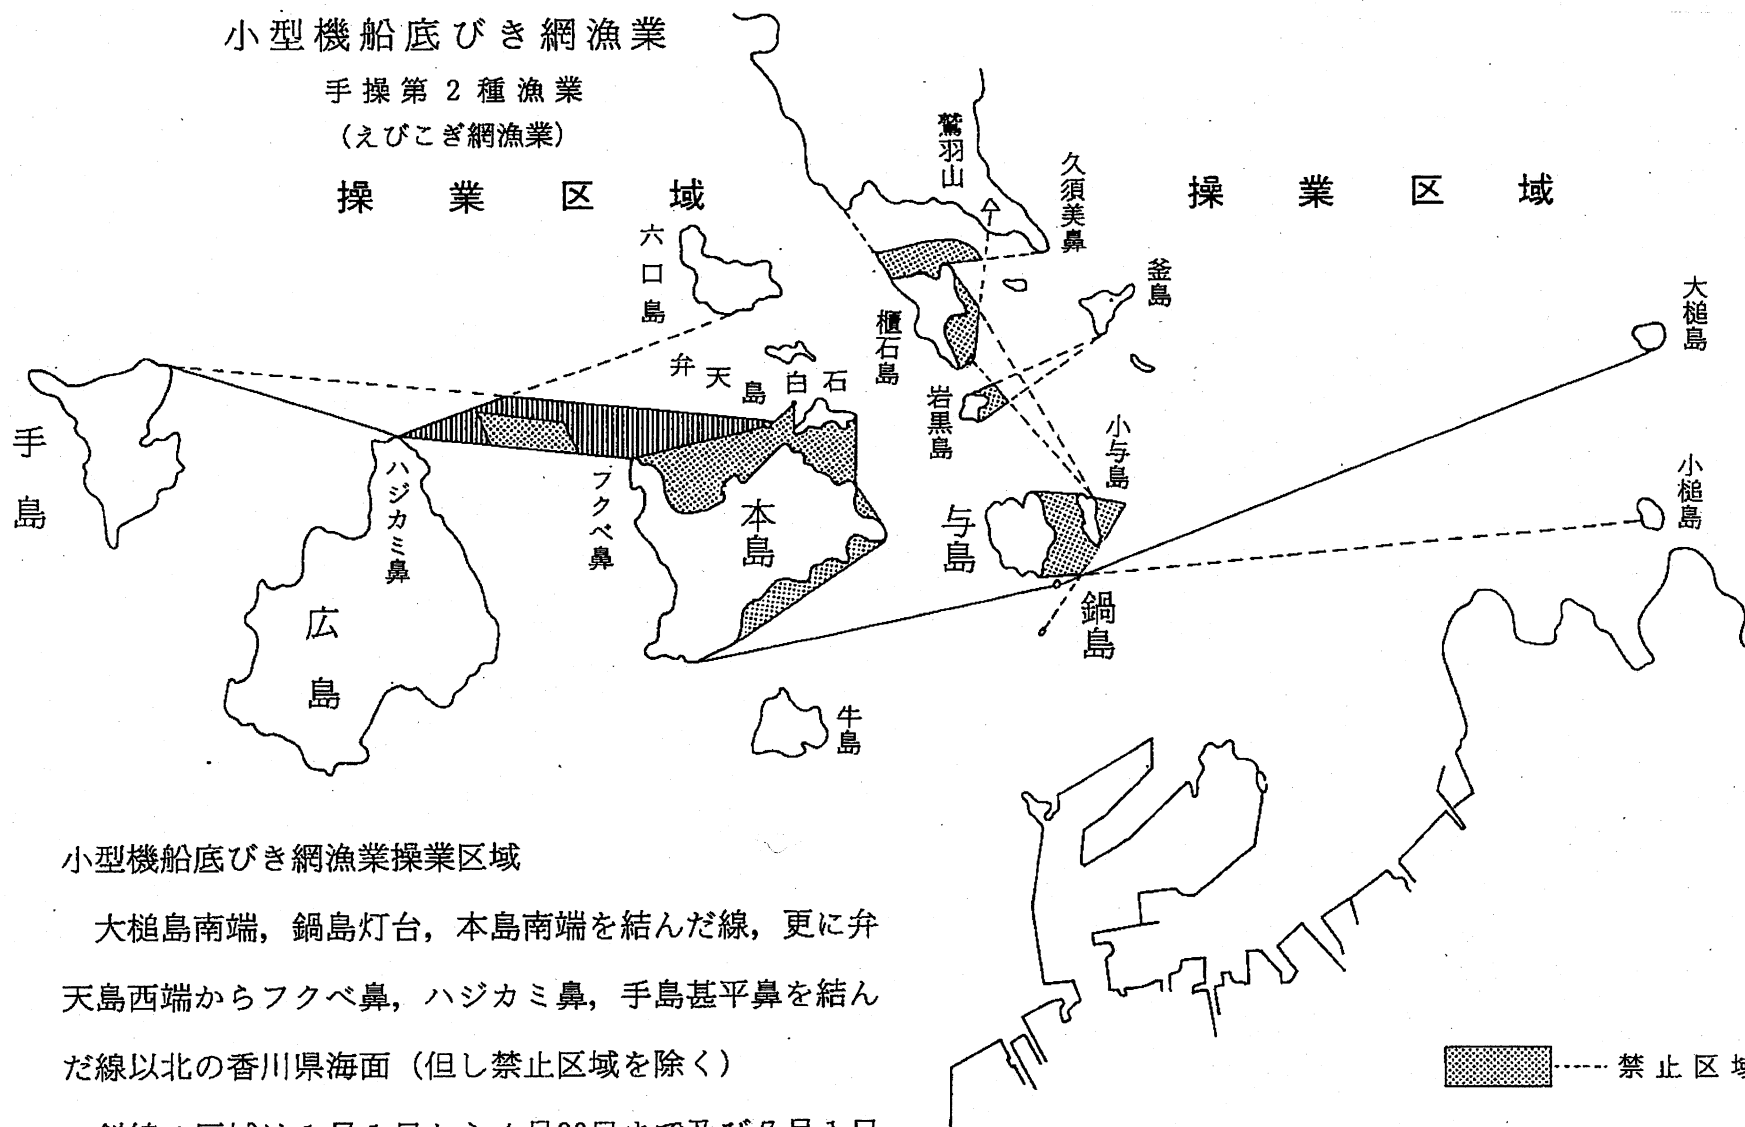 小型機船底びき網漁業
手操第2種漁業
(えびこぎ網漁業)
操業区域
操業区域
鷲羽山
久須美鼻
六口島
釜島
大槌島
櫃石島
弁天島
白石
岩黒島
小与島
手島
ハジカミ鼻
フクベ鼻
本島
与島
小槌島
鍋島
広島
牛島
小型機船底びき網漁業操業区域
大槌島南端，鍋島灯台，本島南端を結んだ線，更に弁
天島西端からフクベ鼻，ハジカミ鼻，手島甚平鼻を結ん
だ線以北の香川県海面（但し禁止区域を除く）
禁止区